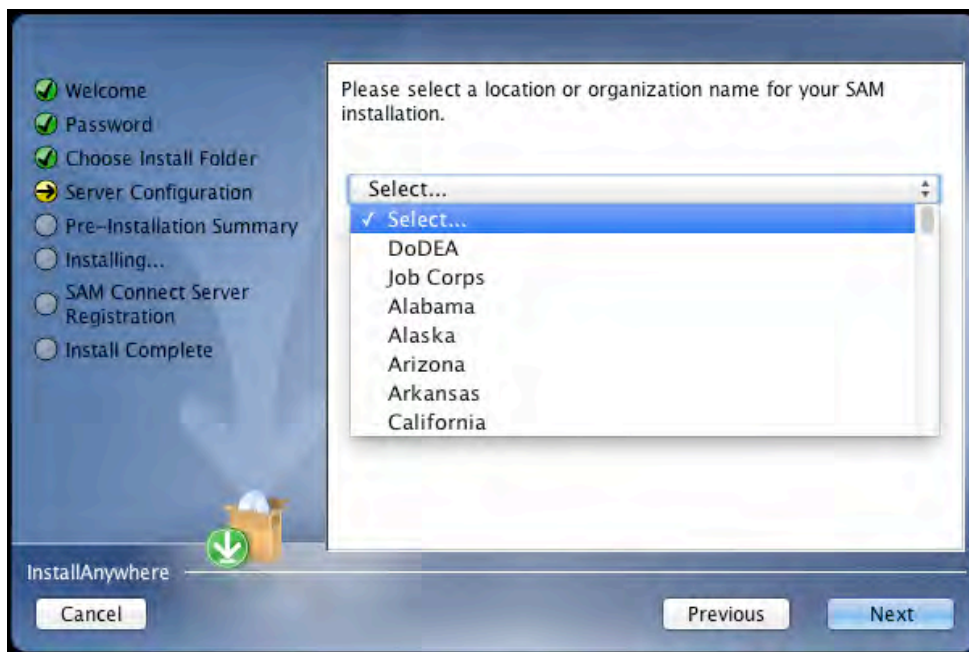 Welcome
Password
Choose Install Folder
Server Configuration
Pre-Installation Summary
Installing...
SAM Connect Server
Registration
Install Complete
Please select a location or organization name for your SAM
installation.
Select...
✓ Select...
DoDEA
Job Corps
Alabama
Alaska
Arizona
Arkansas
California
InstallAnywhere
Cancel
Previous
Next